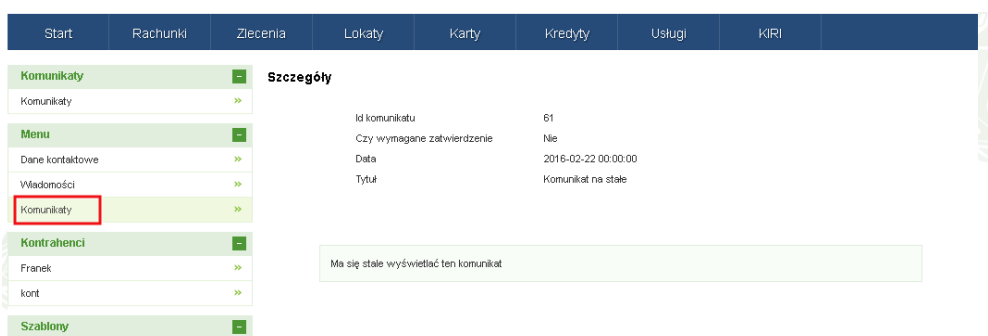 Start Rachunki Zlecenia Lokaty Karty Kredyty Usługi KIRI
Komunikaty
Komunikaty
Menu
Dane kontaktowe
Wiadomości
Komunikaty
Kontrahenci
Franek
kont
Szablony
Szczegóły
Id komunikatu 61
Czy wymagane zatwierdzenie Nie
Data 2016-02-22 00:00:00
Tytuł Komunikat na stałe
Ma się stale wyświetlać ten komunikat